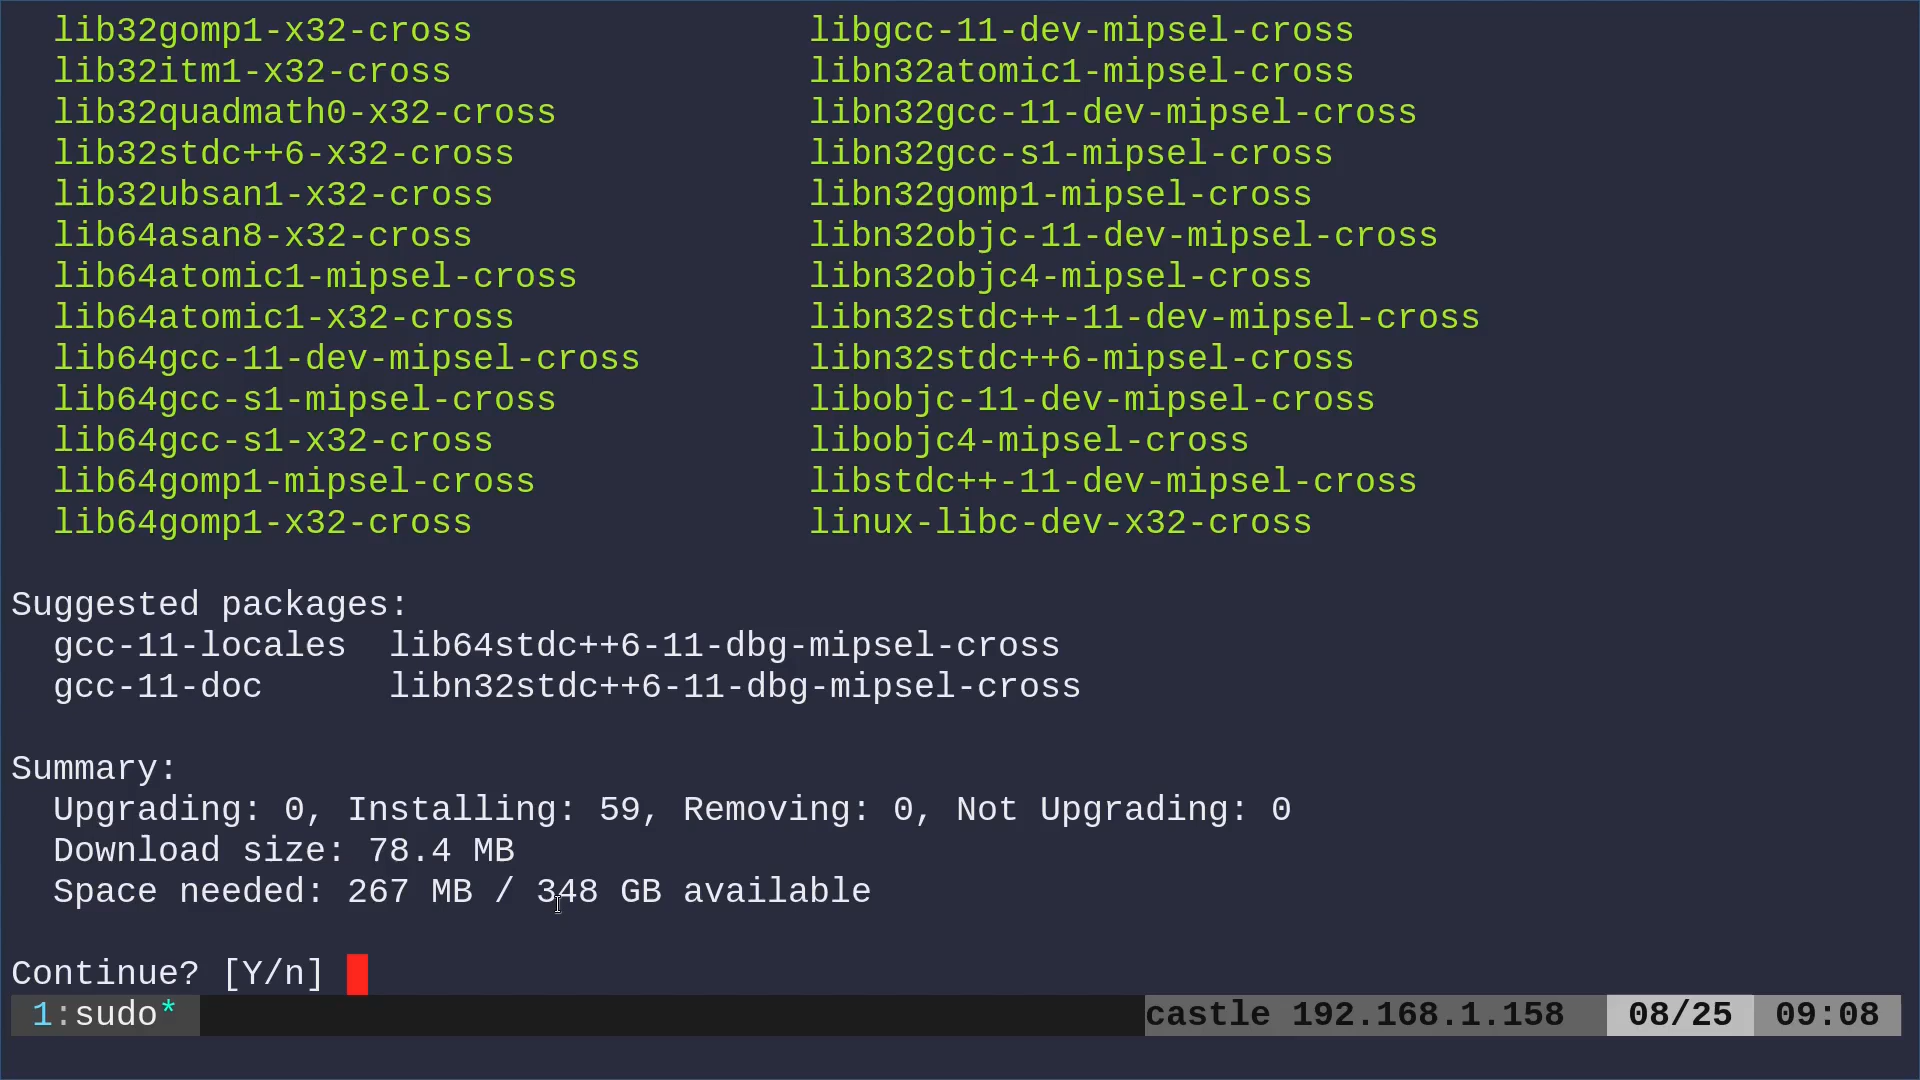 lib32gomp1-x32-cross libgcc-11-dev-mipsel-cross
lib32itm1-x32-cross libn32atomic1-mipsel-cross
lib32quadmath0-x32-cross libn32gcc-11-dev-mipsel-cross
lib32stdc++6-x32-cross libn32gcc-s1-mipsel-cross
lib32ubsan1-x32-cross libn32gomp1-mipsel-cross
lib64asan8-x32-cross libn32objc-11-dev-mipsel-cross
lib64atomic1-mipsel-cross libn32objc4-mipsel-cross
lib64atomic1-x32-cross libn32stdc++-11-dev-mipsel-cross
lib64gcc-11-dev-mipsel-cross libn32stdc++6-mipsel-cross
lib64gcc-s1-mipsel-cross libobjc-11-dev-mipsel-cross
lib64gcc-s1-x32-cross libobjc4-mipsel-cross
lib64gomp1-mipsel-cross libstdc++-11-dev-mipsel-cross
lib64gomp1-x32-cross linux-libc-dev-x32-cross
Suggested packages:
gcc-11-locales lib64stdc++6-11-dbg-mipsel-cross
gcc-11-doc libn32stdc++6-11-dbg-mipsel-cross
Summary:
Upgrading: 0, Installing: 59, Removing: 0, Not Upgrading: 0
Download size: 78.4 MB
Space needed: 267 MB / 348 GB available
Continue? [Y/n]
1:sudo* castle 192.168.1.158 08/25 09:08